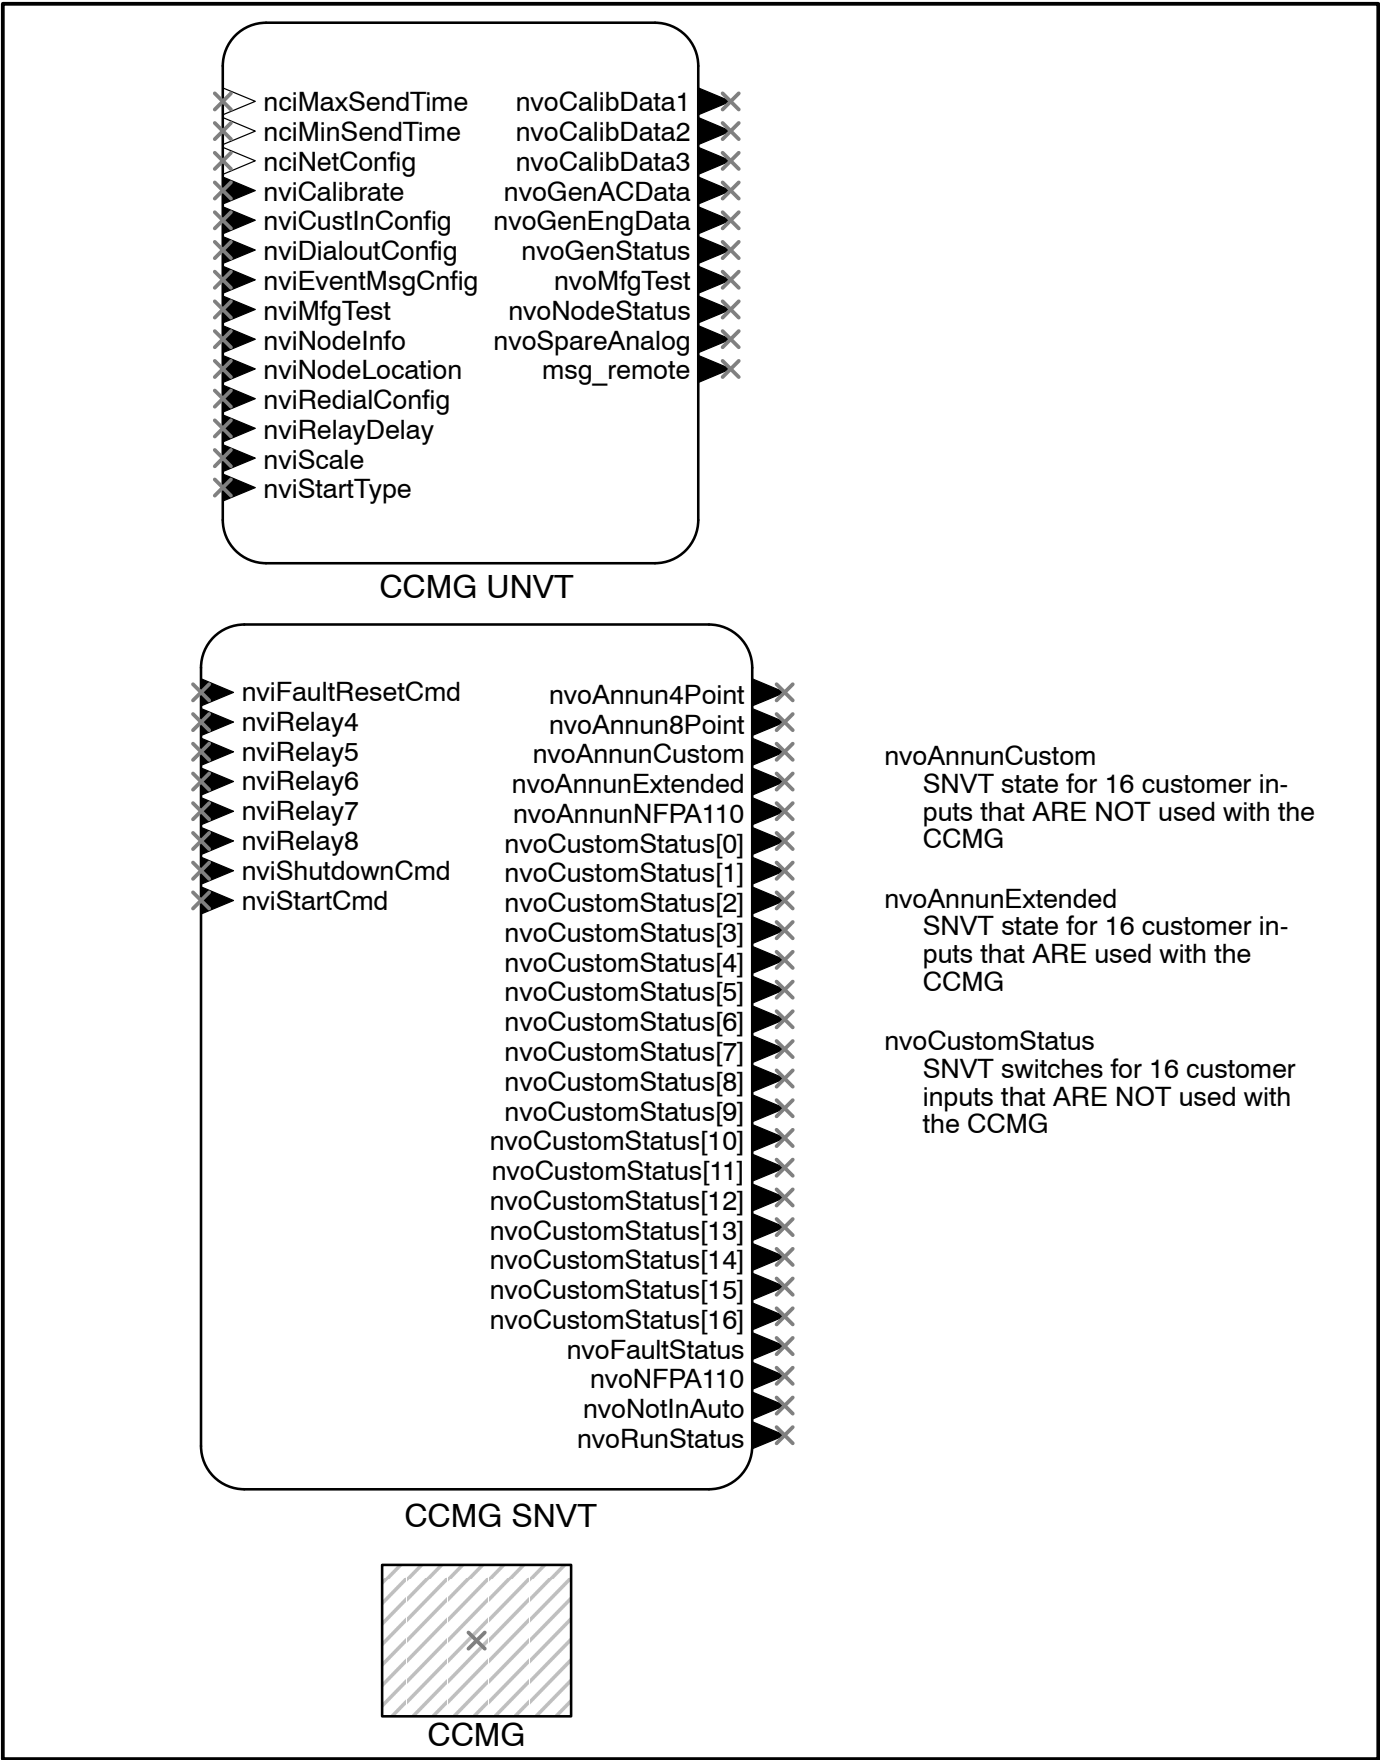 nciMaxSendTime
nciMinSendTime
nciNetConfig
nviCalibrate
nviCustInConfig
nviDialoutConfig
nviEventMsgCnfig
nviMfgTest
nviNodeInfo
nviNodeLocation
nviRedialConfig
nviRelayDelay
nviScale
nviStartType
nvoCalibData1
nvoCalibData2
nvoCalibData3
nvoGenACData
nvoGenEngData
nvoGenStatus
nvoMfgTest
nvoNodeStatus
nvoSpareAnalog
msg_remote
CCMG UNVT
nviFaultResetCmd
nviRelay4
nviRelay5
nviRelay6
nviRelay7
nviRelay8
nviShutdownCmd
nviStartCmd
nvoAnnun4Point
nvoAnnun8Point
nvoAnnunCustom
nvoAnnunExtended
nvoAnnunNFPA110
nvoCustomStatus[0]
nvoCustomStatus[1]
nvoCustomStatus[2]
nvoCustomStatus[3]
nvoCustomStatus[4]
nvoCustomStatus[5]
nvoCustomStatus[6]
nvoCustomStatus[7]
nvoCustomStatus[8]
nvoCustomStatus[9]
nvoCustomStatus[10]
nvoCustomStatus[11]
nvoCustomStatus[12]
nvoCustomStatus[13]
nvoCustomStatus[14]
nvoCustomStatus[15]
nvoCustomStatus[16]
nvoFaultStatus
nvoNFPA110
nvoNotInAuto
nvoRunStatus
nvoAnnunCustom
SNVT state for 16 customer in-
puts that ARE NOT used with the
CCMG
nvoAnnunExtended
SNVT state for 16 customer in-
puts that ARE used with the
CCMG
nvoCustomStatus
SNVT switches for 16 customer
inputs that ARE NOT used with
the CCMG
CCMG SNVT
CCMG